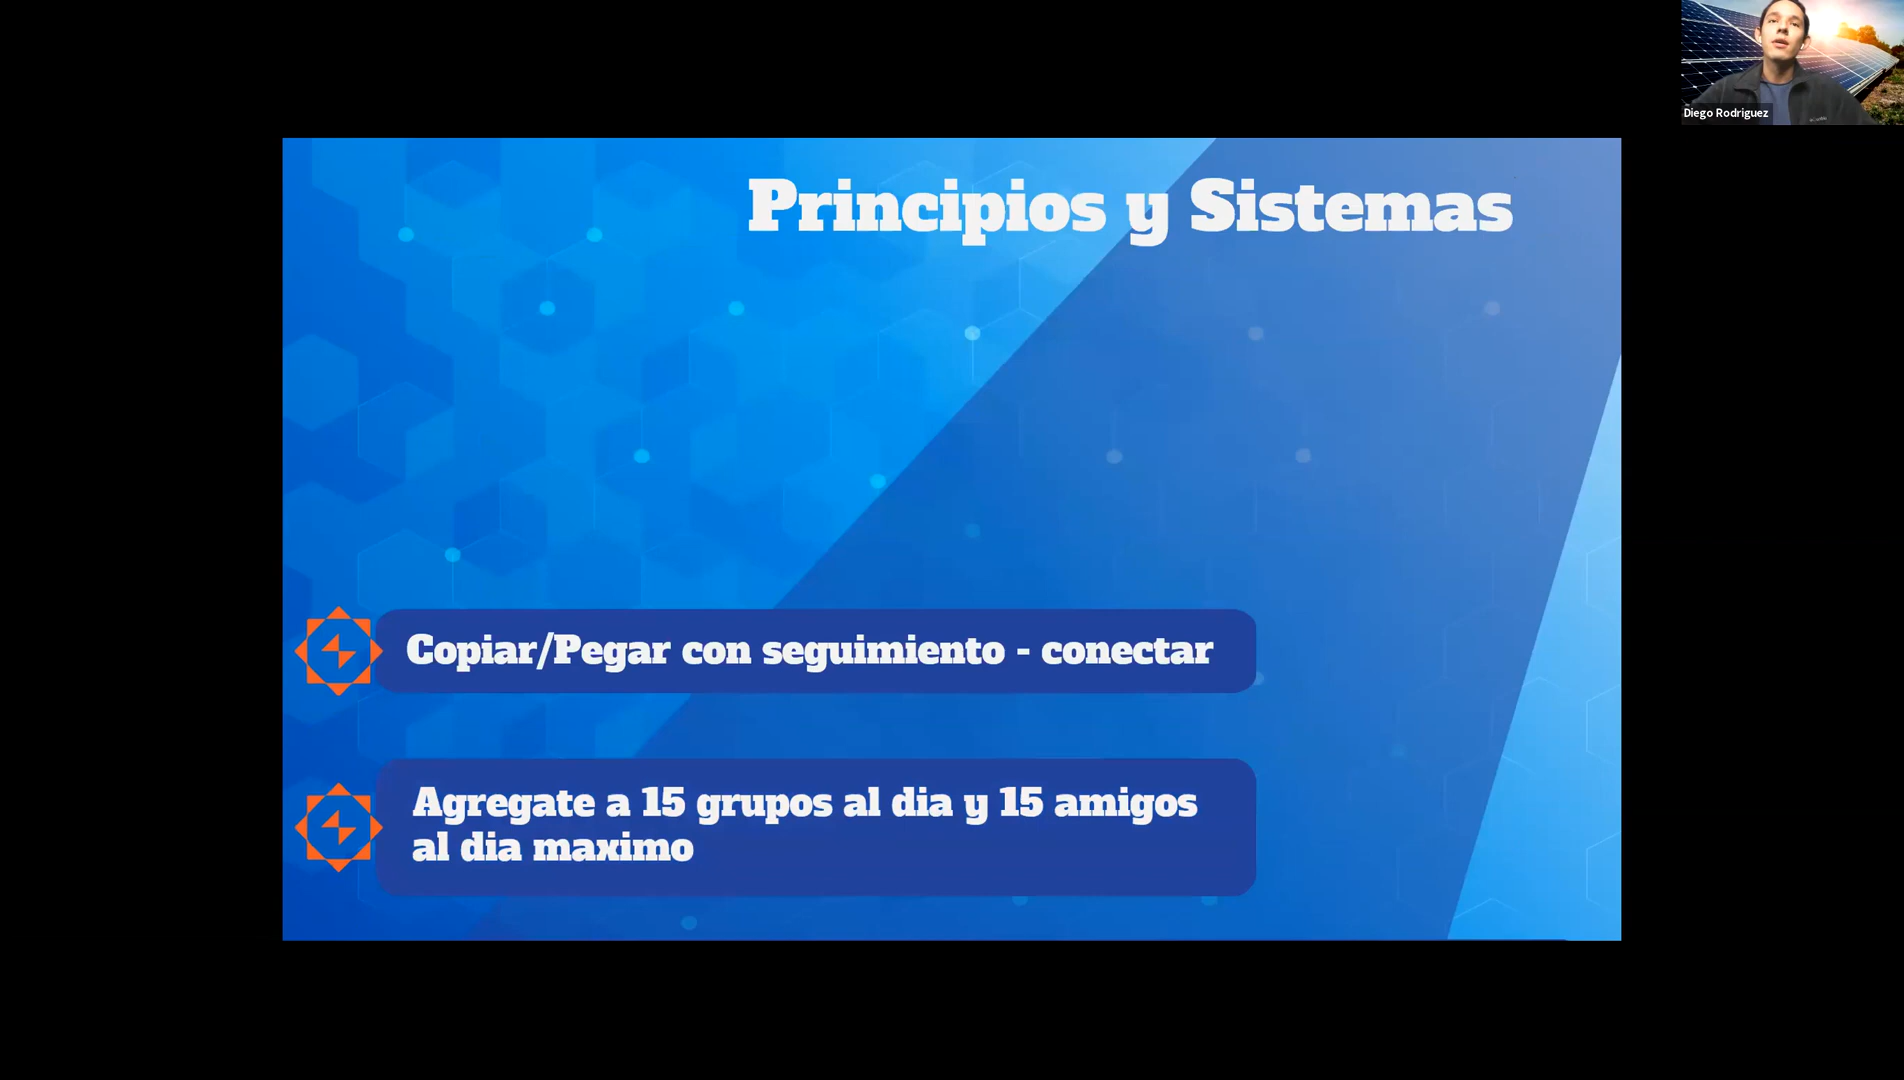 Diego Rodriguez
Principios y Sistemas
Copiar/Pegar con seguimiento - conectar
Agregate a 15 grupos al dia y 15 amigos
al dia maximo